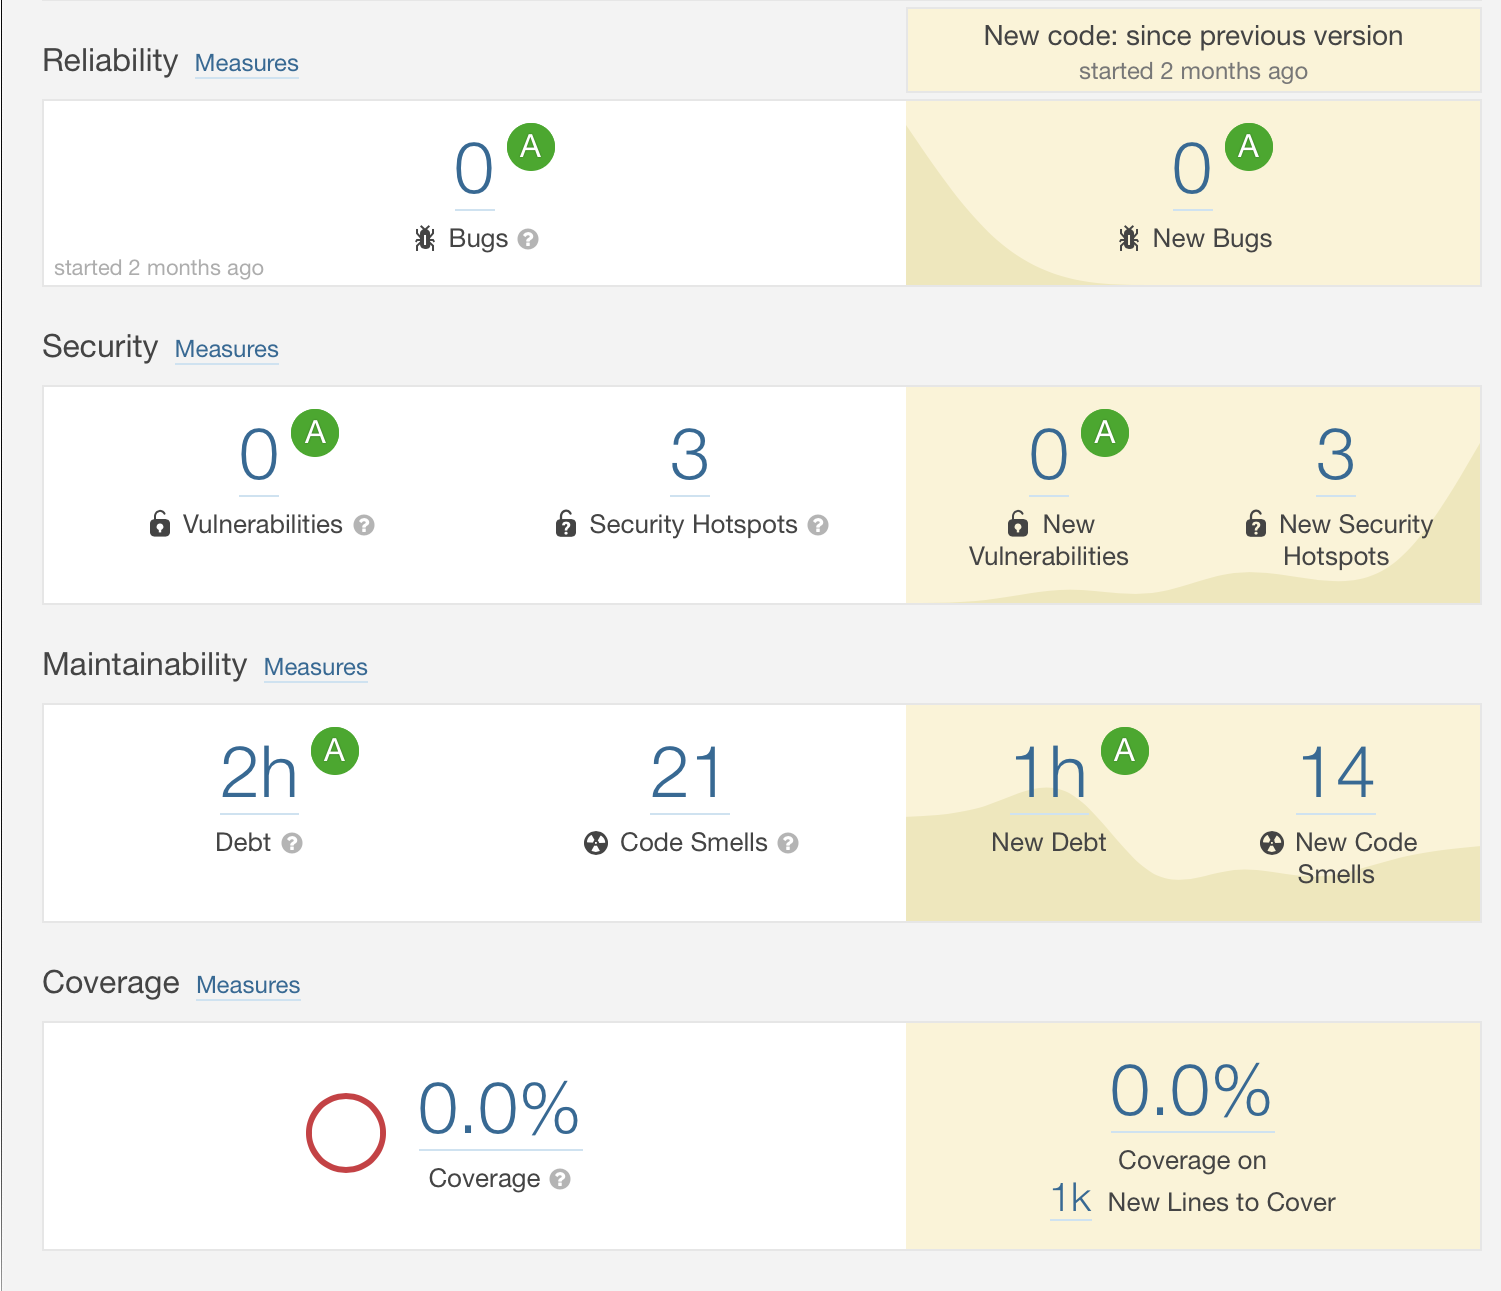 New code: since previous version
started 2 months ago
Reliability Measures
0 A
Bugs ?
started 2 months ago
0 A
New Bugs
Security Measures
0 A
Vulnerabilities ?
3
Security Hotspots ?
0 A
New
Vulnerabilities
3
New Security
Hotspots
Maintainability Measures
2h A
Debt ?
21
Code Smells ?
1h A
New Debt
14
New Code
Smells
Coverage Measures
0.0%
Coverage ?
0.0%
Coverage on
1k New Lines to Cover